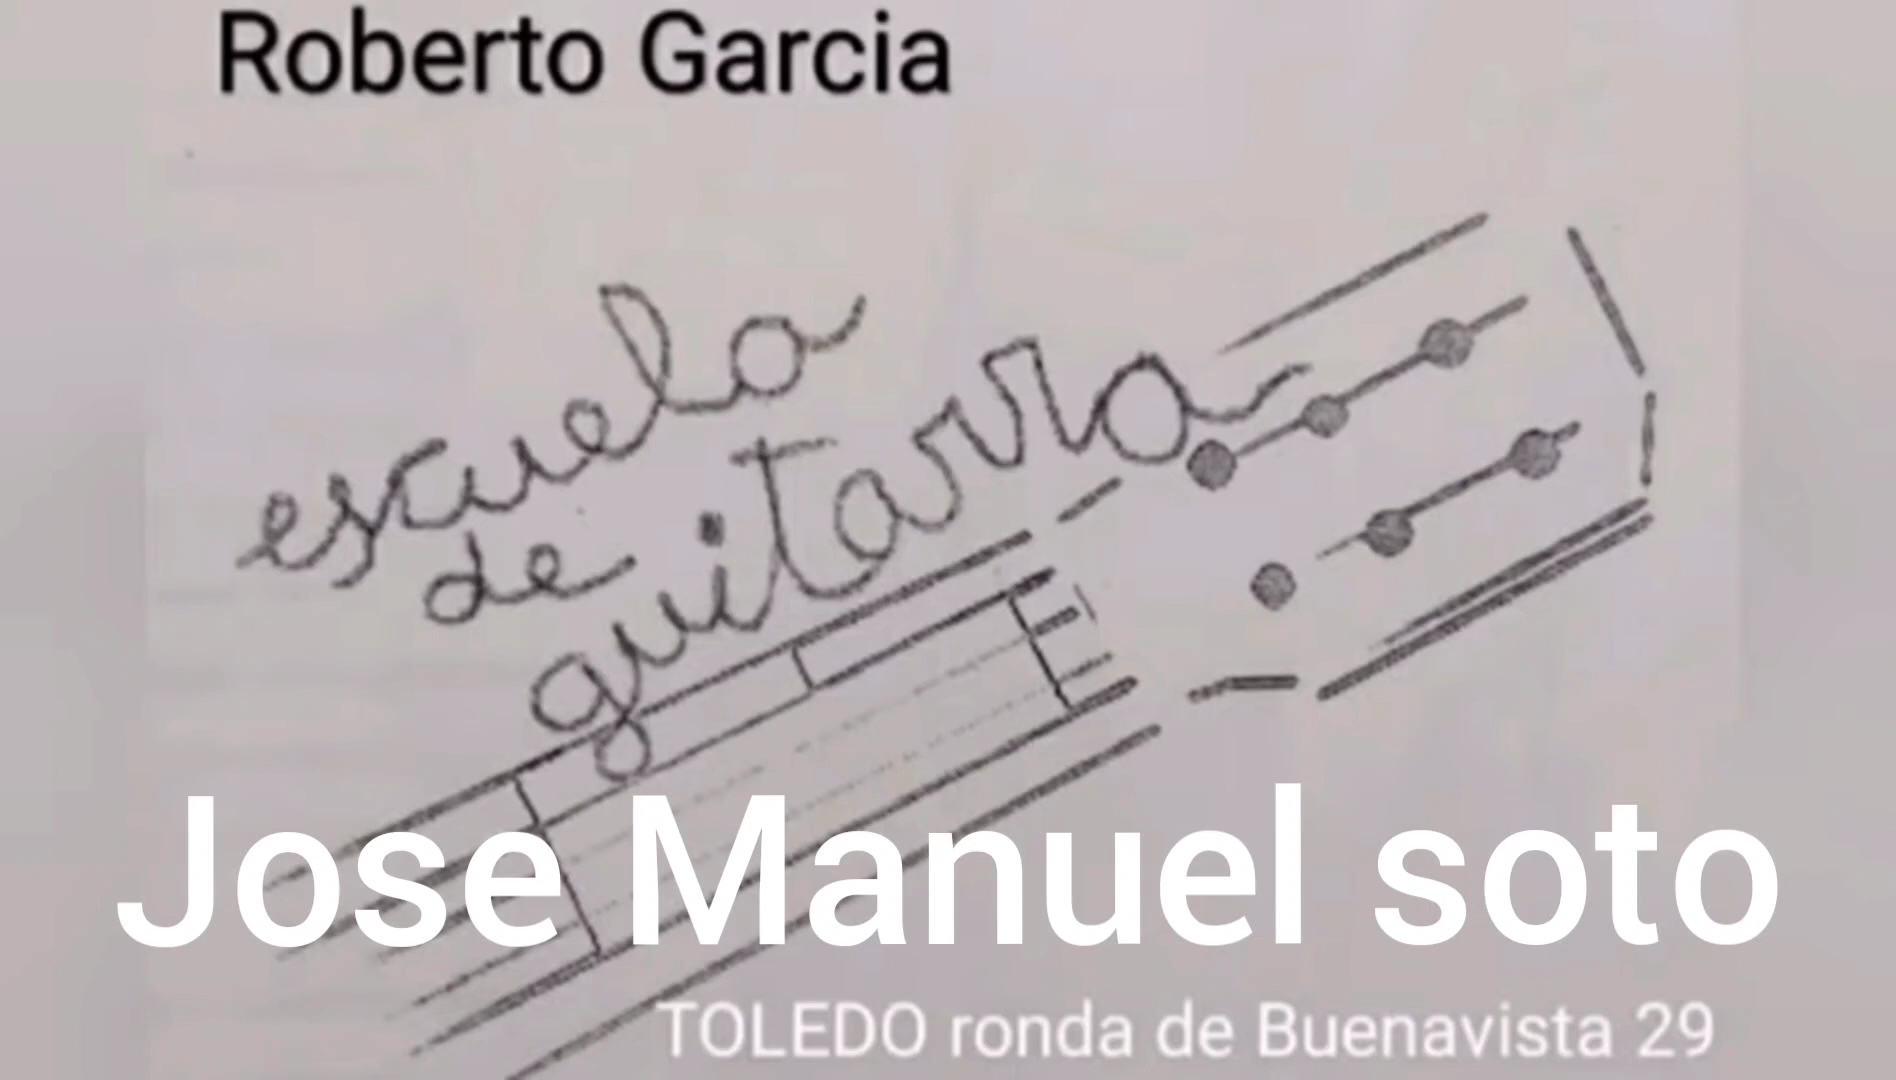 Roberto Garcia
escuela
de
guitarra
Jose Manuel soto
TOLEDO ronda de Buenavista 29